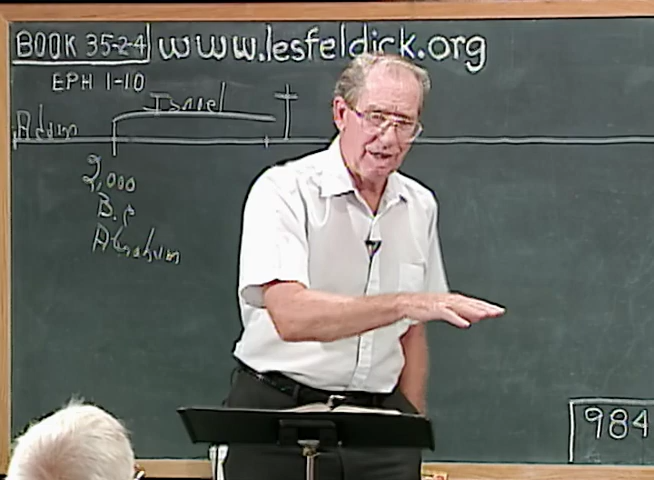 BOOK 35-2-4 www.lesfeldick.org
EPH 1-10
Israel
Adam
2,000
B.C
Abraham
984